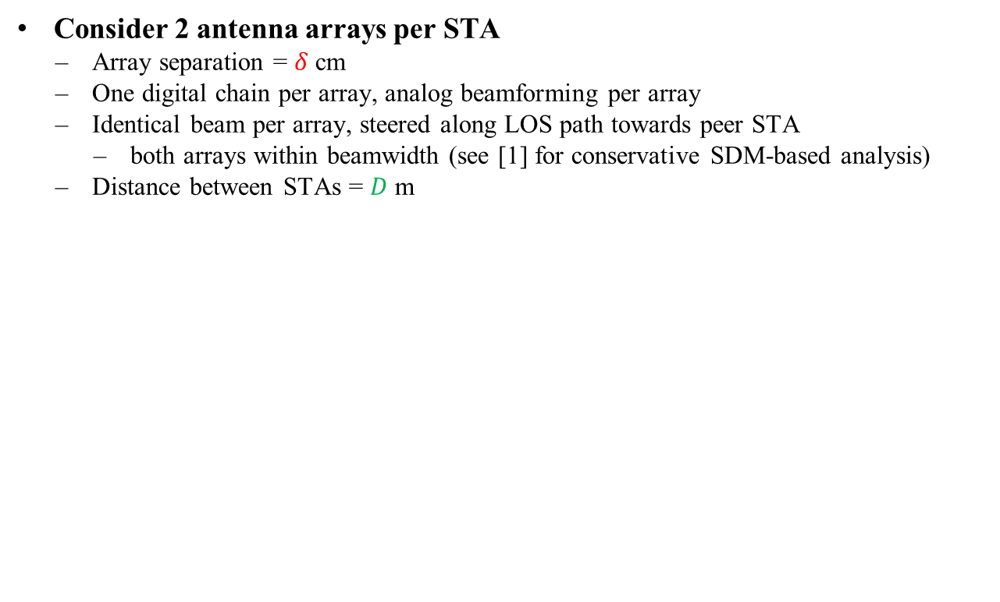 • Consider 2 antenna arrays per STA
– Array separation = δ cm
– One digital chain per array, analog beamforming per array
– Identical beam per array, steered along LOS path towards peer STA
– both arrays within beamwidth (see [1] for conservative SDM-based analysis)
– Distance between STAs = D m